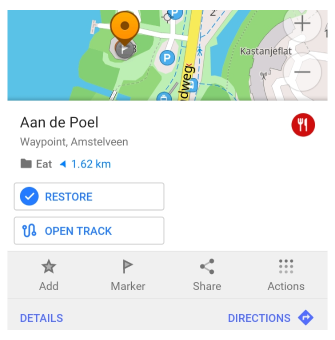 2
P
Kastanjeflat
P
P
dweg
Aan de Poel
Waypoint, Amstelveen
Eat 1.62 km
RESTORE
OPEN TRACK
Add Marker Share Actions
DETAILS DIRECTIONS